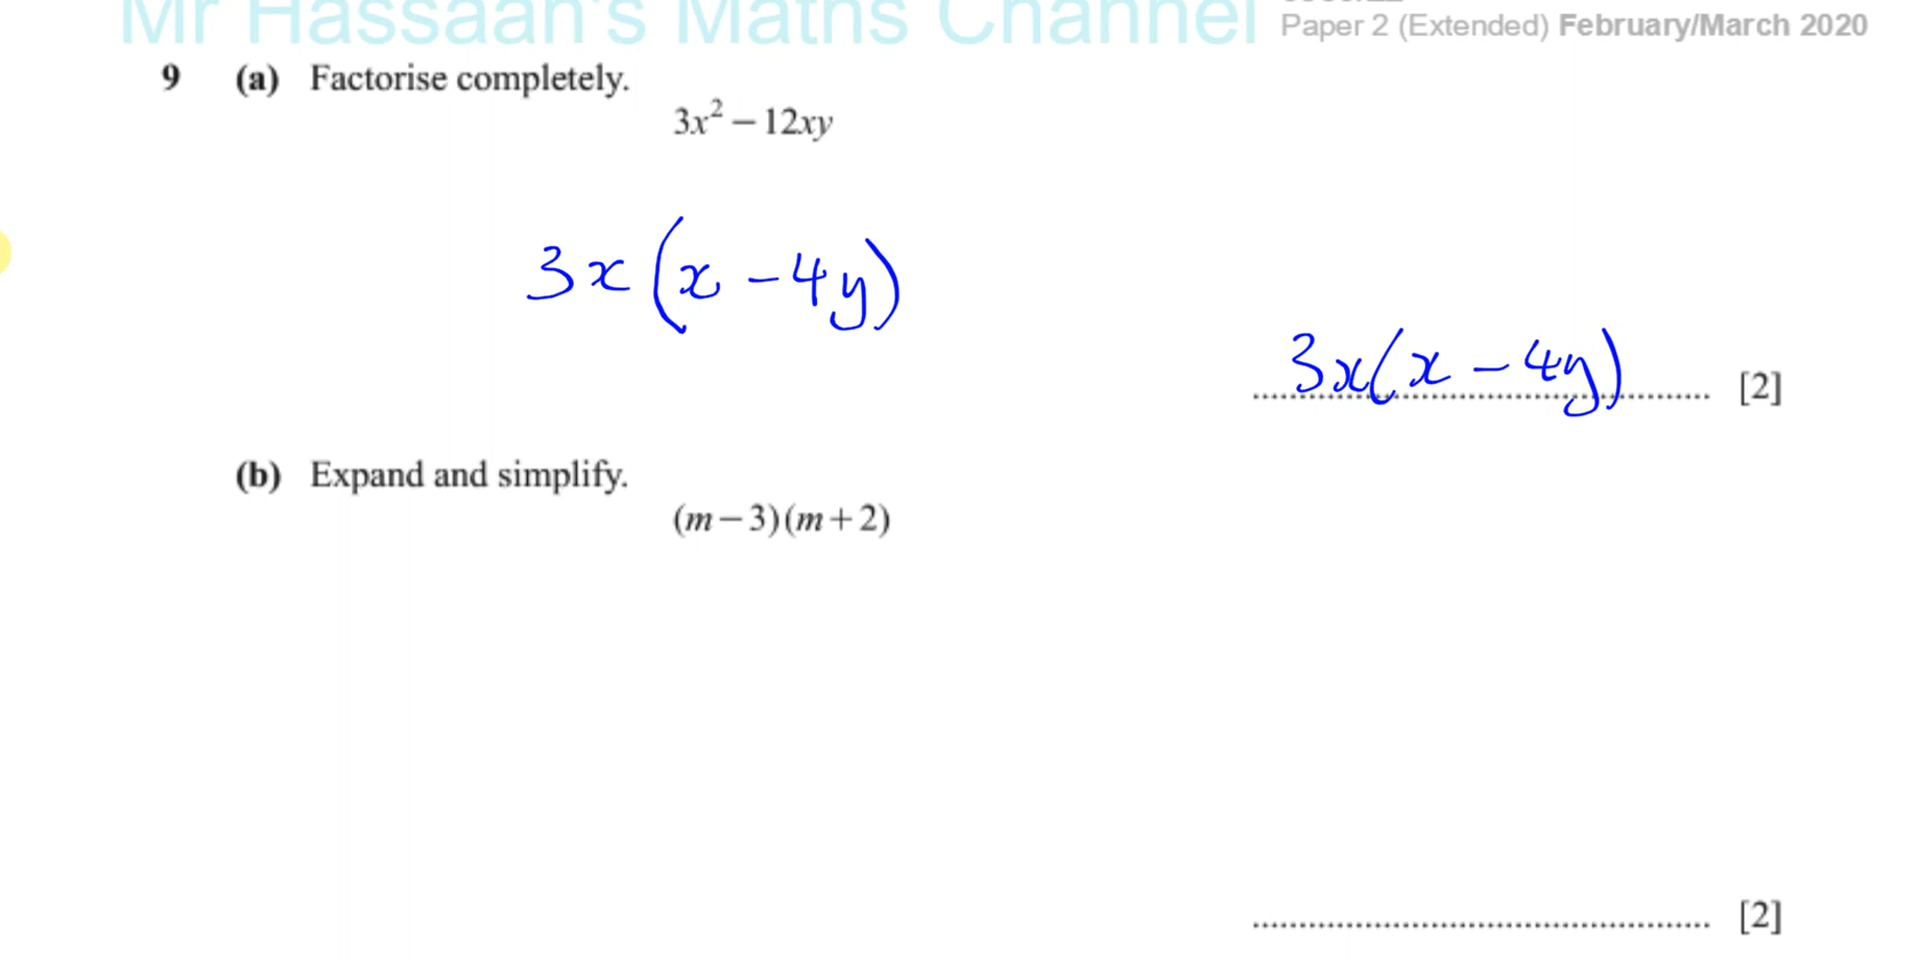 Mr Hassaan's Maths Channel
Paper 2 (Extended) February/March 2020
9 (a) Factorise completely.
3x² − 12xy
3x(x − 4y)
3x(x − 4y) [2]
(b) Expand and simplify.
(m − 3)(m + 2)
[2]